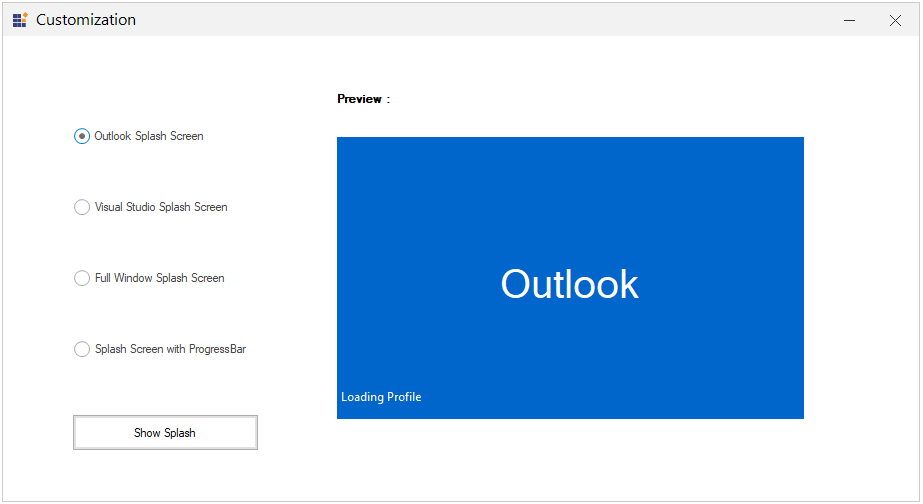 Customization
Preview :
Outlook Splash Screen
Visual Studio Splash Screen
Full Window Splash Screen
Splash Screen with ProgressBar
Show Splash
Outlook
Loading Profile